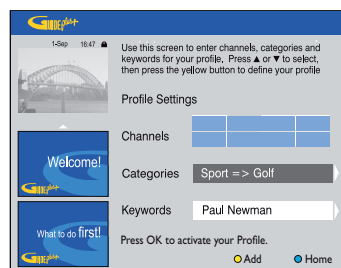 GUIDE Plus+
1-Sep 16:47
Use this screen to enter channels, categories and
keywords for your profile. Press ▲ or ▼ to select,
then press the yellow button to define your profile
Profile Settings
Channels
Welcome!
GUIDE Plus+
Categories Sport => Golf
Keywords Paul Newman
What to do first!
GUIDE Plus+
Press OK to activate your Profile.
Add Home